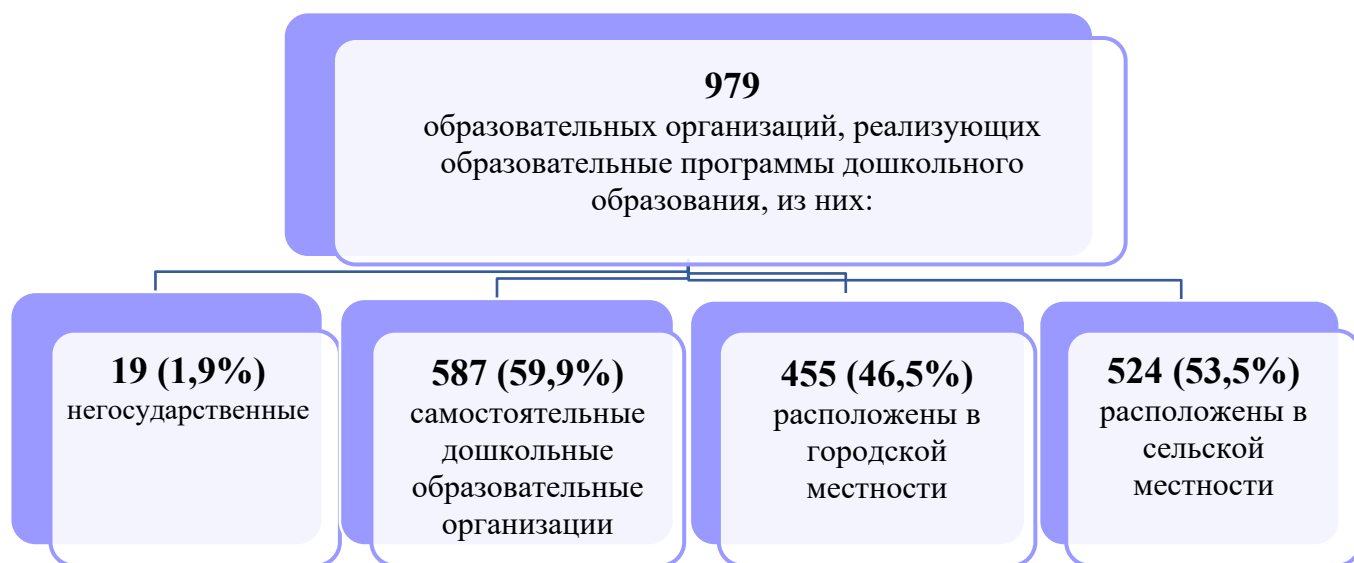 979
образовательных организаций, реализующих
образовательные программы дошкольного
образования, из них:
19 (1,9%)
негосударственные
587 (59,9%)
самостоятельные
дошкольные
образовательные
организации
455 (46,5%)
расположены в
городской
местности
524 (53,5%)
расположены в
сельской
местности